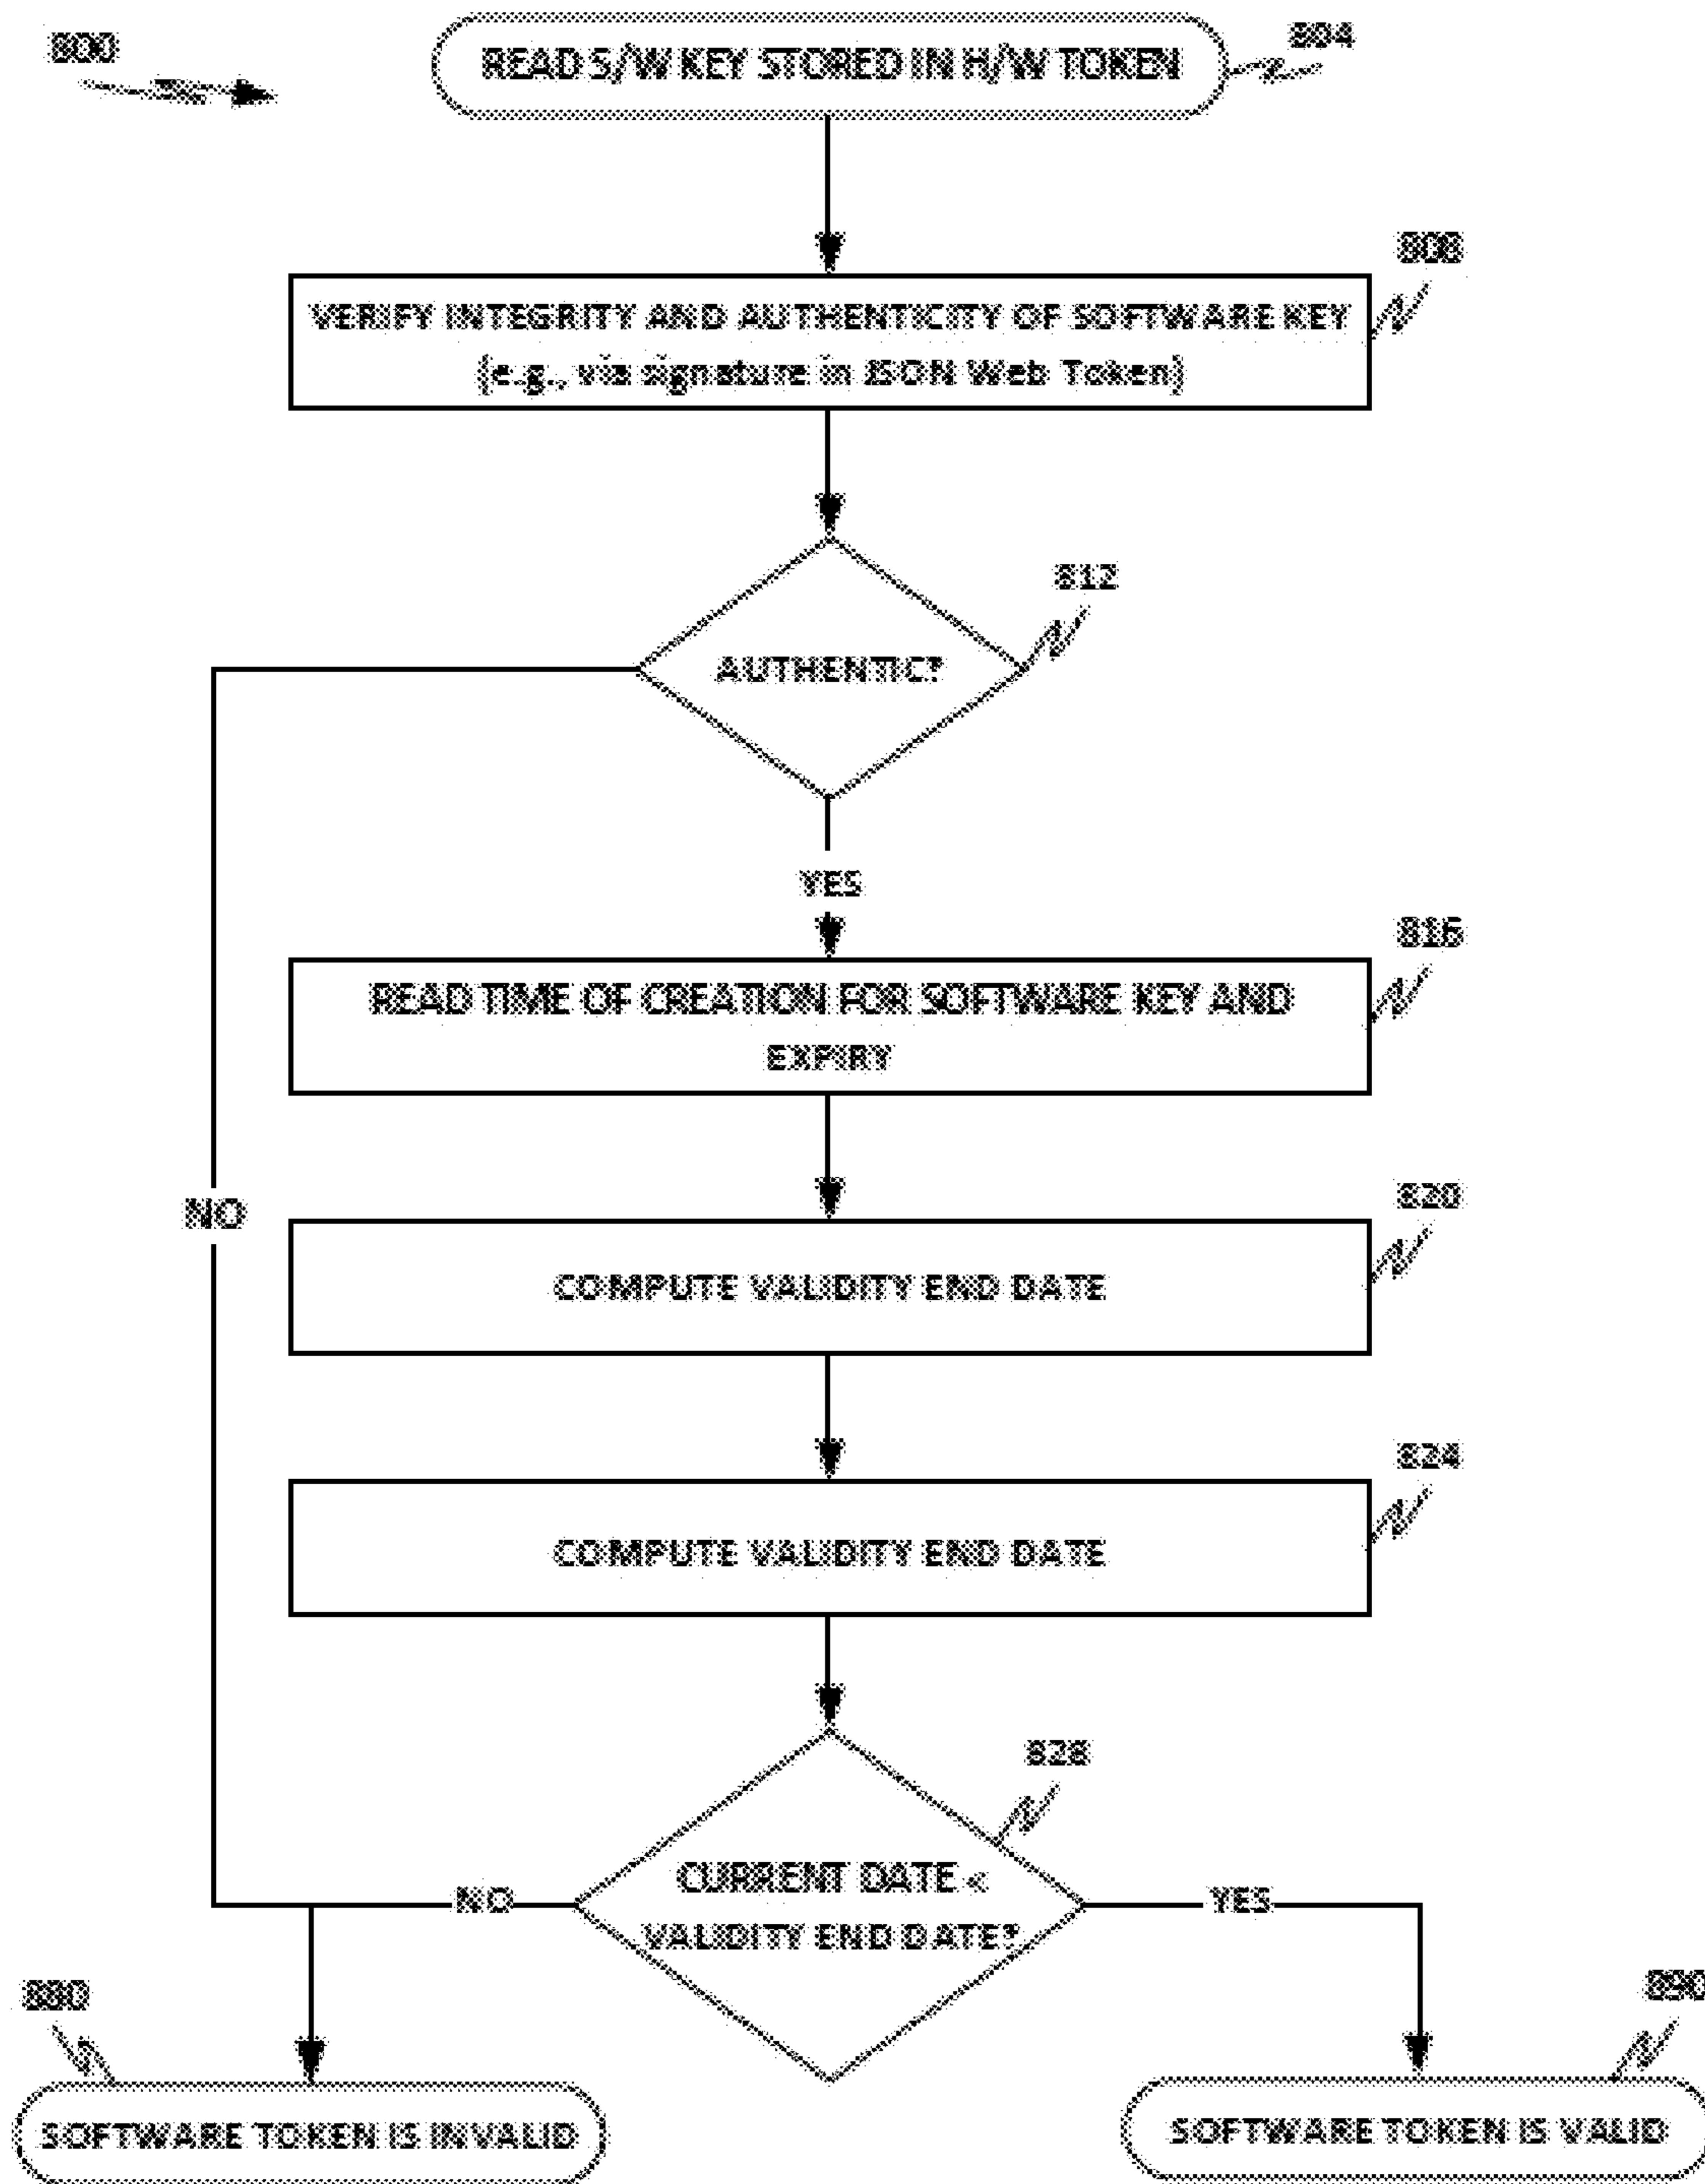 800
READ S/W KEY STORED IN H/W TOKEN
804
808
VERIFY INTEGRITY AND AUTHENTICITY OF SOFTWARE KEY
(e.g., via signature in JSON Web Token)
812
AUTHENTIC?
YES
816
READ TIME OF CREATION FOR SOFTWARE KEY AND
EXPIRY
820
NO
COMPUTE VALIDITY END DATE
824
COMPUTE VALIDITY END DATE
828
CURRENT DATE <
VALIDITY END DATE?
NO
YES
880
890
SOFTWARE TOKEN IS INVALID
SOFTWARE TOKEN IS VALID